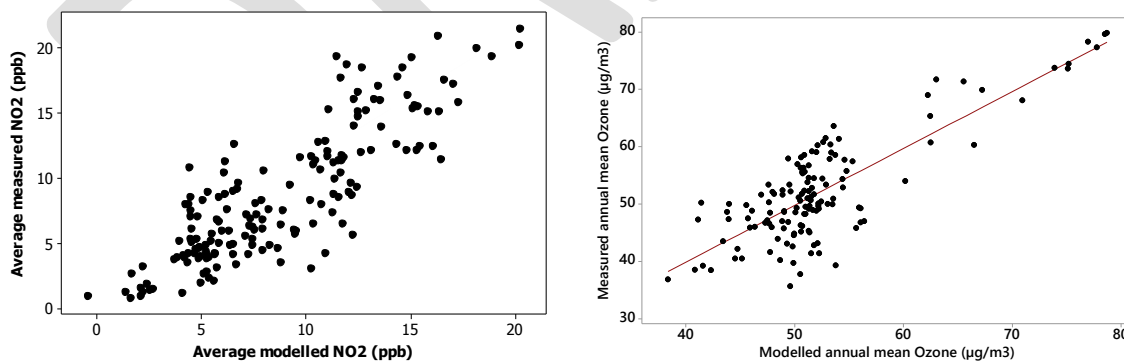 Average measured NO2 (ppb)
20
15
10
5
0
0 5 10 15 20
Average modelled NO2 (ppb)
Measured annual mean Ozone (µg/m3)
80
70
60
50
40
30
40 50 60 70 80
Modelled annual mean Ozone (µg/m3)